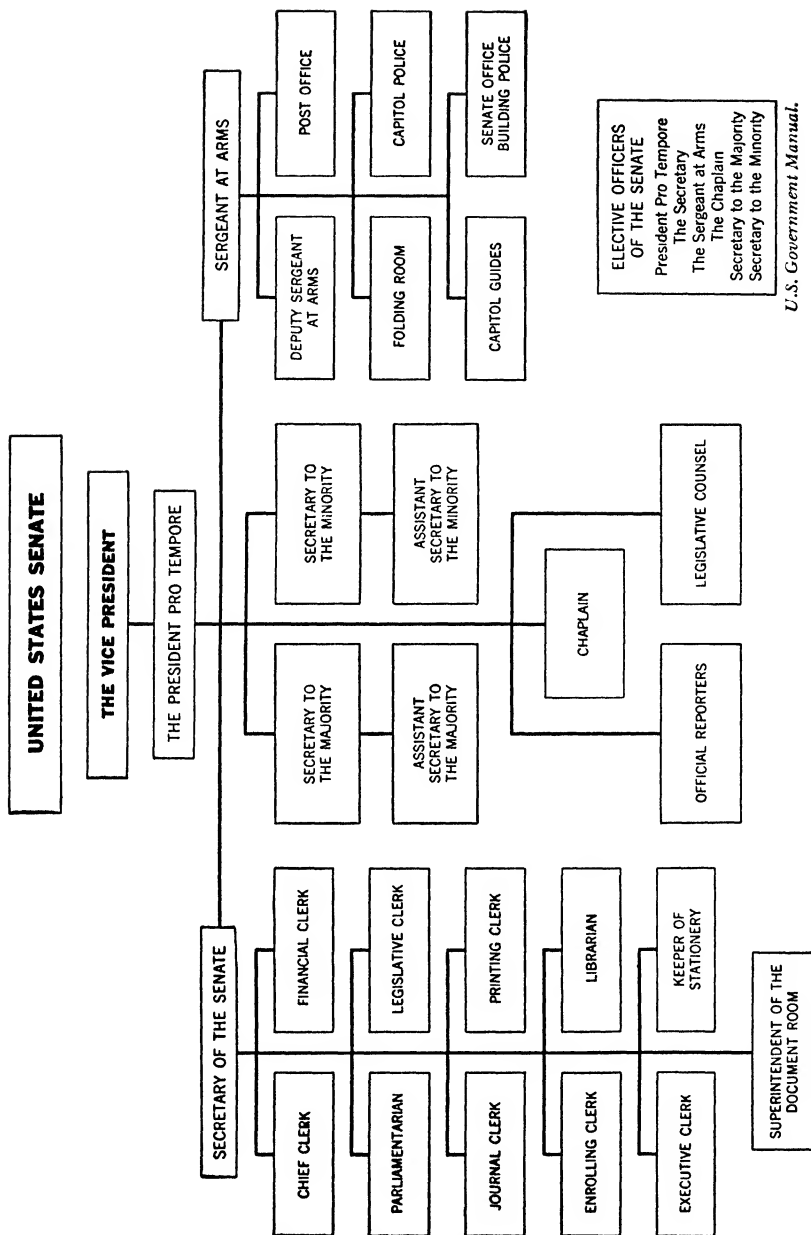 UNITED STATES SENATE
THE VICE PRESIDENT
THE PRESIDENT PRO TEMPORE
SECRETARY OF THE SENATE
CHIEF CLERK
FINANCIAL CLERK
PARLIAMENTARIAN
LEGISLATIVE CLERK
JOURNAL CLERK
PRINTING CLERK
ENROLLING CLERK
LIBRARIAN
EXECUTIVE CLERK
KEEPER OF
STATIONERY
SUPERINTENDENT OF THE
DOCUMENT ROOM
SECRETARY TO
THE MAJORITY
SECRETARY TO
THE MINORITY
ASSISTANT
SECRETARY TO
THE MAJORITY
ASSISTANT
SECRETARY TO
THE MINORITY
CHAPLAIN
OFFICIAL REPORTERS
LEGISLATIVE COUNSEL
SERGEANT AT ARMS
DEPUTY SERGEANT
AT ARMS
POST OFFICE
FOLDING ROOM
CAPITOL POLICE
CAPITOL GUIDES
SENATE OFFICE
BUILDING POLICE
ELECTIVE OFFICERS
OF THE SENATE
President Pro Tempore
The Secretary
The Sergeant at Arms
The Chaplain
Secretary to the Majority
Secretary to the Minority
U.S. Government Manual.